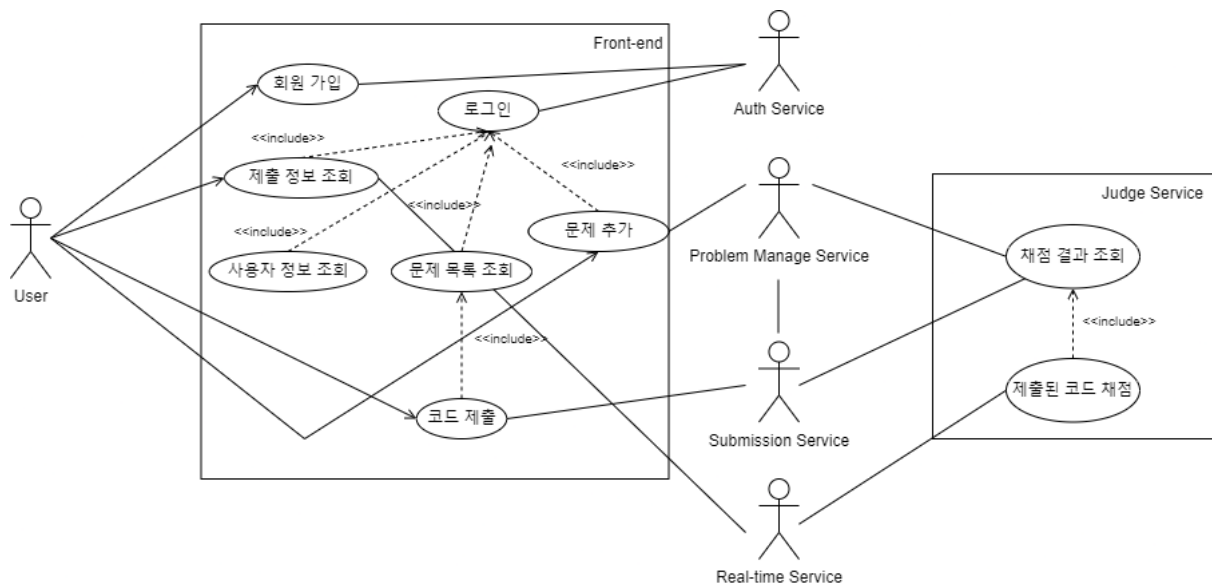 Front-end
회원 가입
로그인
Auth Service
<<include>>
<<include>>
제출 정보 조회
Judge Service
<<include>>
<<include>>
문제 추가
Problem Manage Service
채점 결과 조회
사용자 정보 조회
문제 목록 조회
User
<<include>>
<<include>>
제출된 코드 채점
코드 제출
Submission Service
Real-time Service